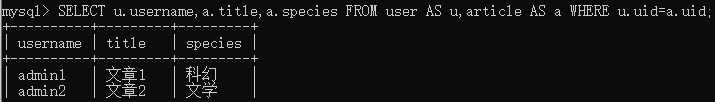 mysql> SELECT u.username,a.title,a.species FROM user AS u,article AS a WHERE u.uid=a.uid;
+----------+---------+---------+
| username | title   | species |
+----------+---------+---------+
| admin1   | 文章1   | 科幻    |
| admin2   | 文章2   | 文学    |